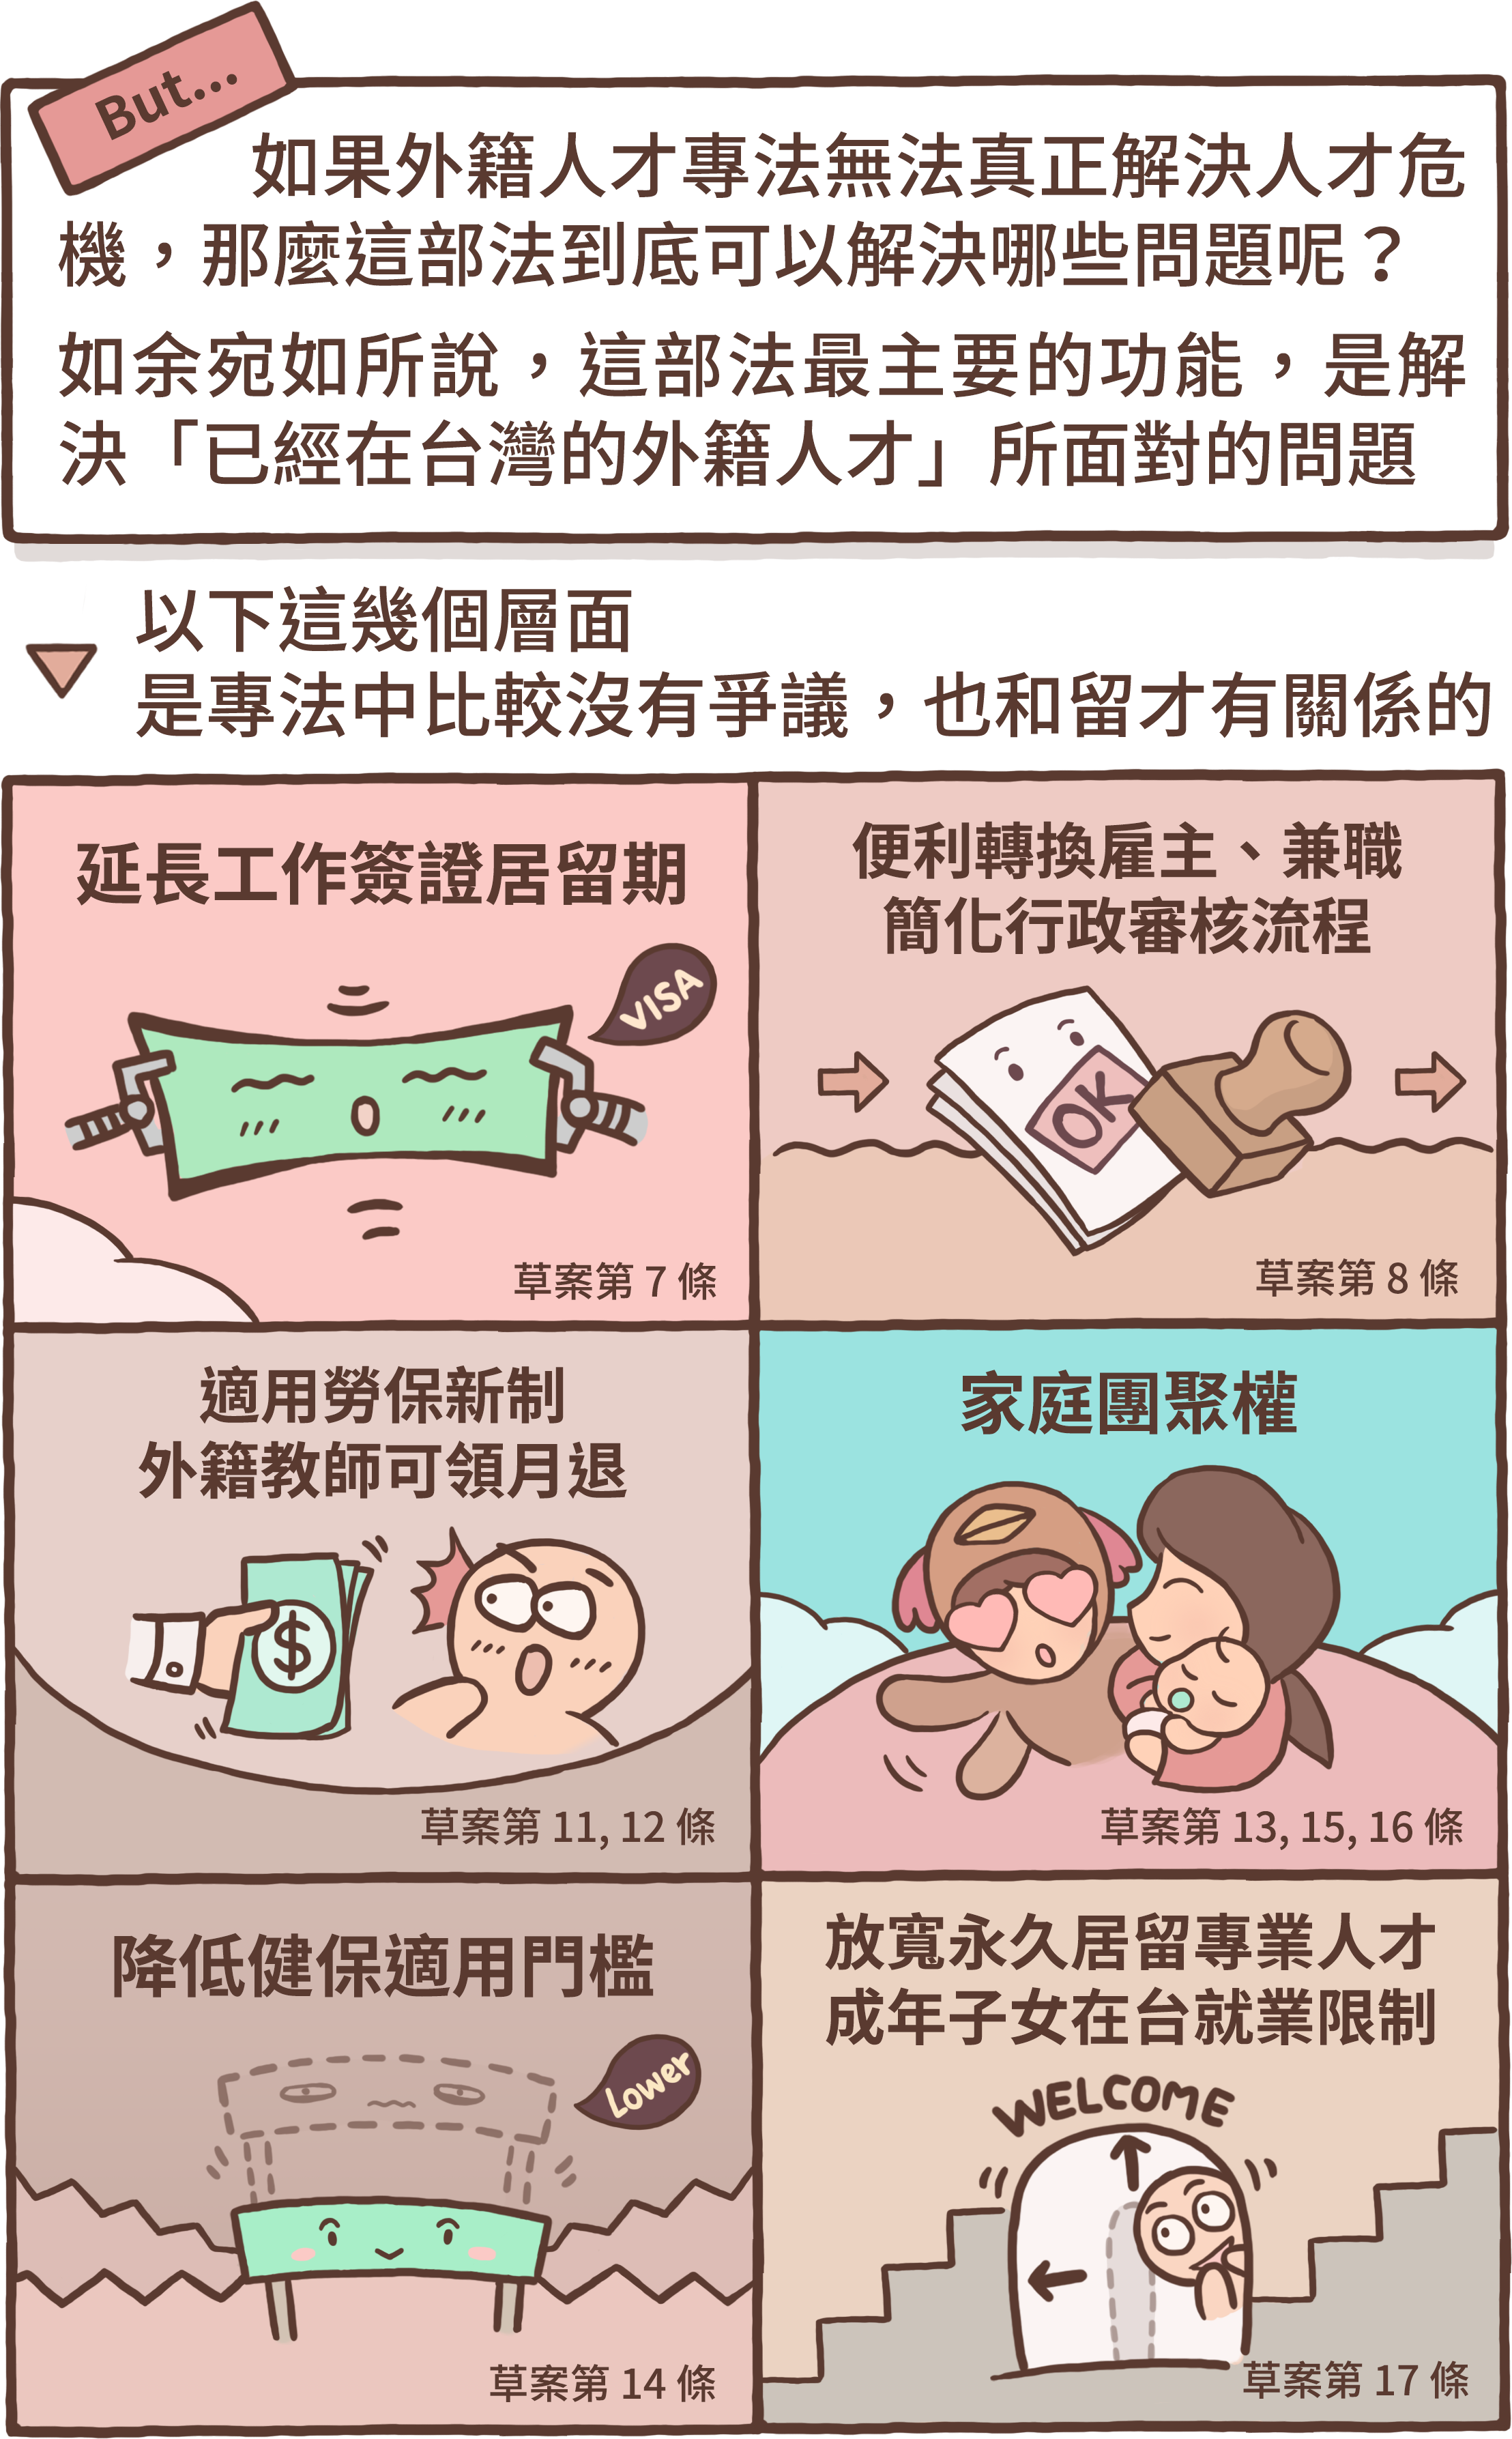 But...
如果外籍人才專法無法真正解決人才危
機，那麼這部法到底可以解決哪些問題呢？
如余宛如所說，這部法最主要的功能，是解
決「已經在台灣的外籍人才」所面對的問題
以下這幾個層面
是專法中比較沒有爭議，也和留才有關係的
延長工作簽證居留期
VISA
草案第 7 條
便利轉換雇主、兼職
簡化行政審核流程
OK
草案第 8 條
適用勞保新制
外籍教師可領月退
$
草案第 11, 12 條
家庭團聚權
草案第 13, 15, 16 條
降低健保適用門檻
Lower
草案第 14 條
放寬永久居留專業人才
成年子女在台就業限制
WELCOME
草案第 17 條